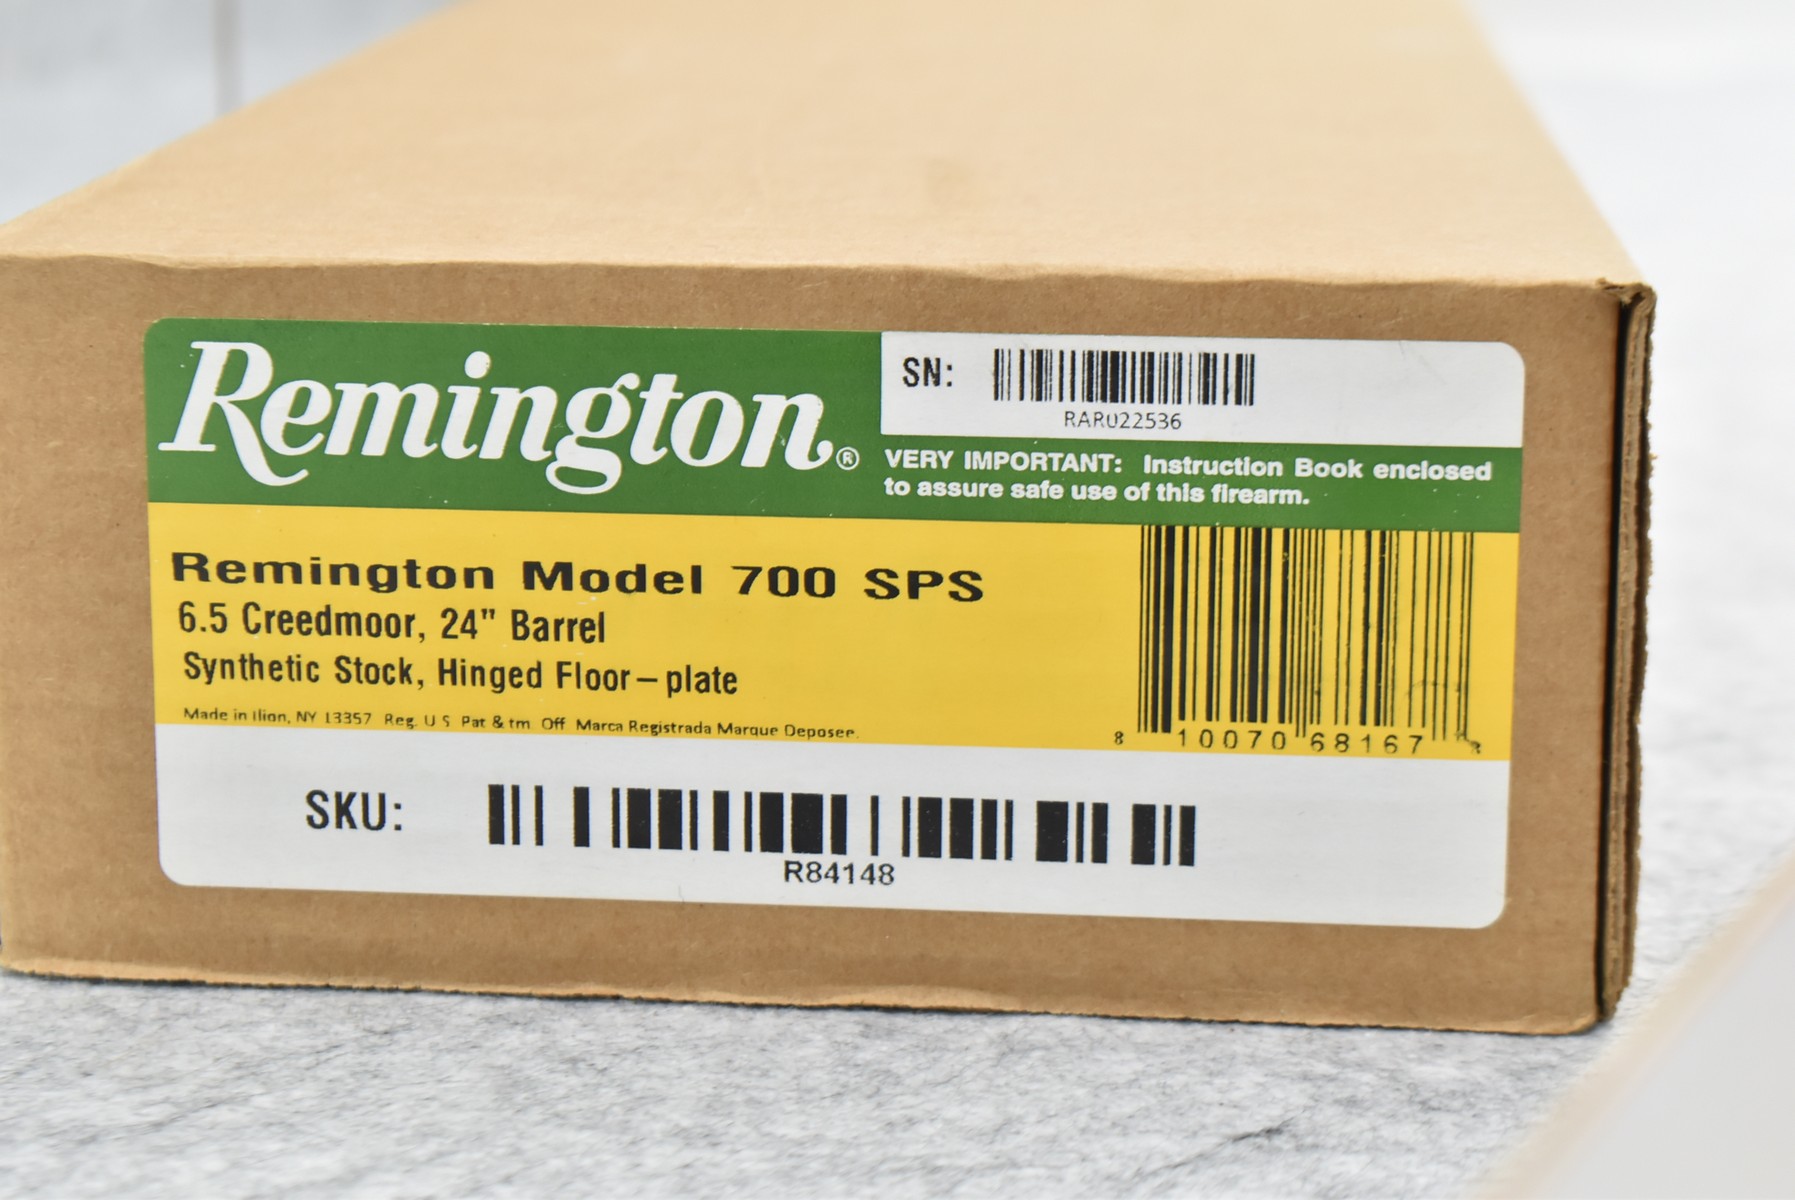 Remington®
SN:
RAR022536
VERY IMPORTANT: Instruction Book enclosed
to assure safe use of this firearm.
Remington Model 700 SPS
6.5 Creedmoor, 24" Barrel
Synthetic Stock, Hinged Floor-plate
Made in Ilion, NY 13357 Reg. U S Pat & tm Off Marca Registrada Marque Deposee.
8 10070 68167
SKU:
R84148